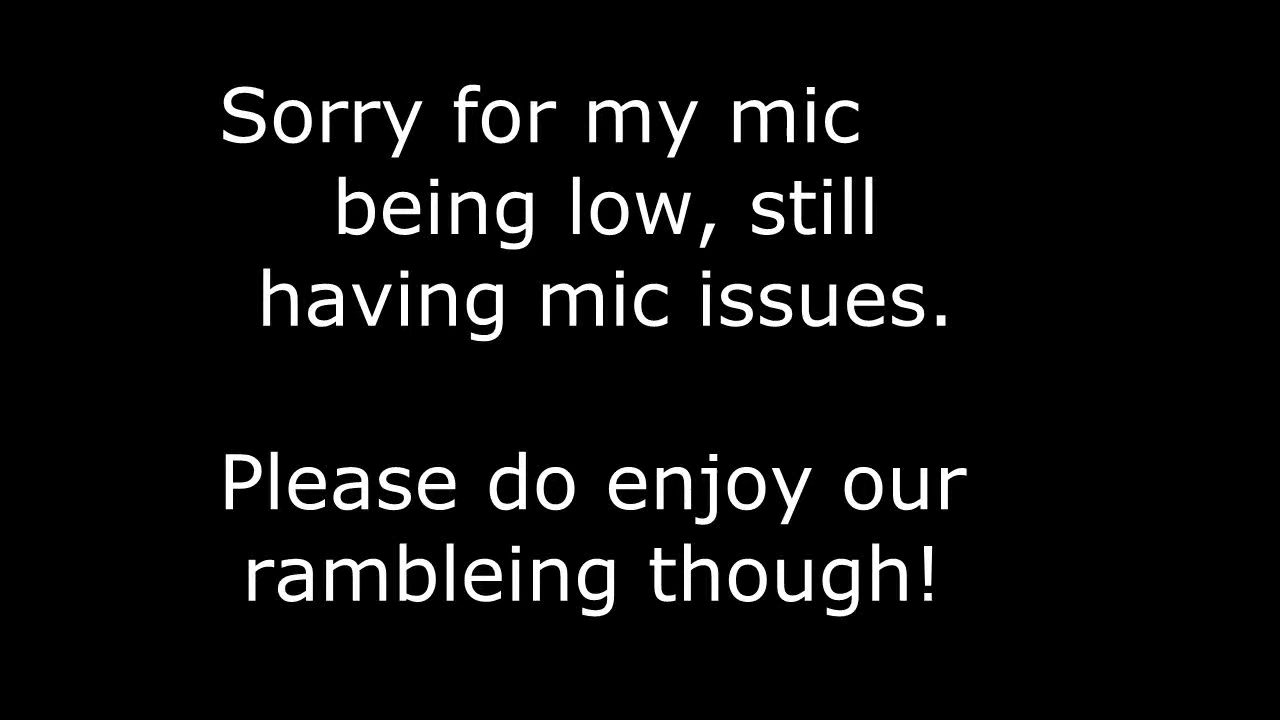 Sorry for my mic
being low, still
having mic issues.
Please do enjoy our
rambleing though!